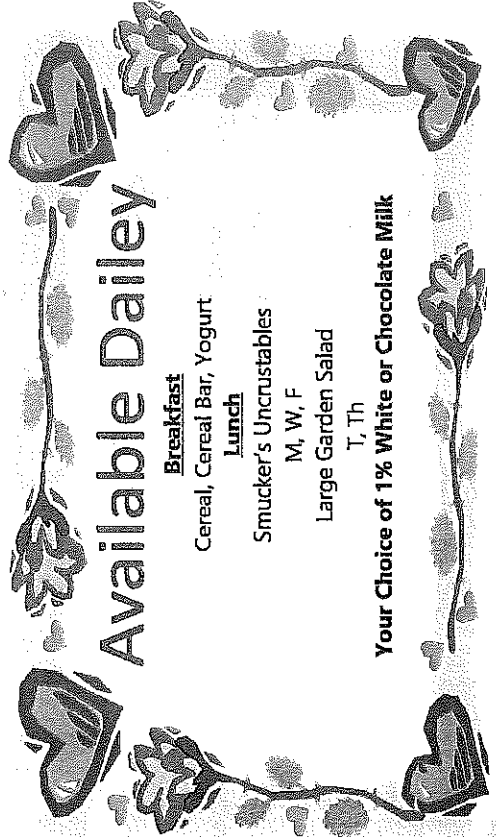 Available Dailey
Breakfast
Cereal, Cereal Bar, Yogurt
Lunch
Smucker's Uncrustables
M, W, F
Large Garden Salad
T, Th
Your Choice of 1% White or Chocolate Milk